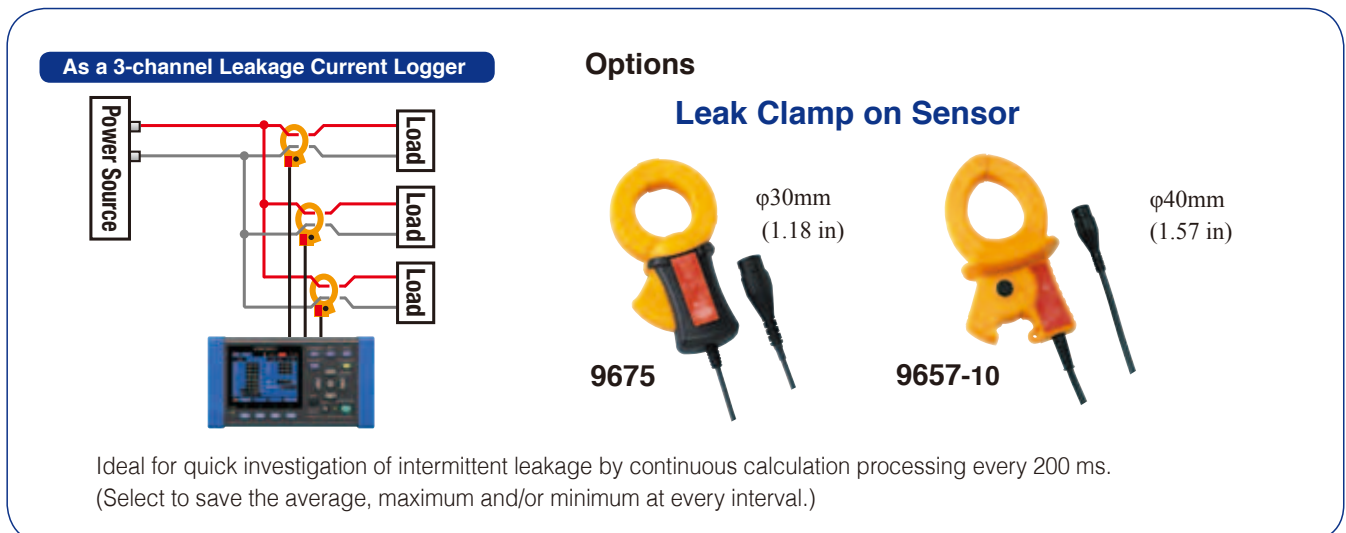 As a 3-channel Leakage Current Logger
Power Source
Load
Load
Load
Options
Leak Clamp on Sensor
φ30mm
(1.18 in)
9675
φ40mm
(1.57 in)
9657-10
Ideal for quick investigation of intermittent leakage by continuous calculation processing every 200 ms.
(Select to save the average, maximum and/or minimum at every interval.)